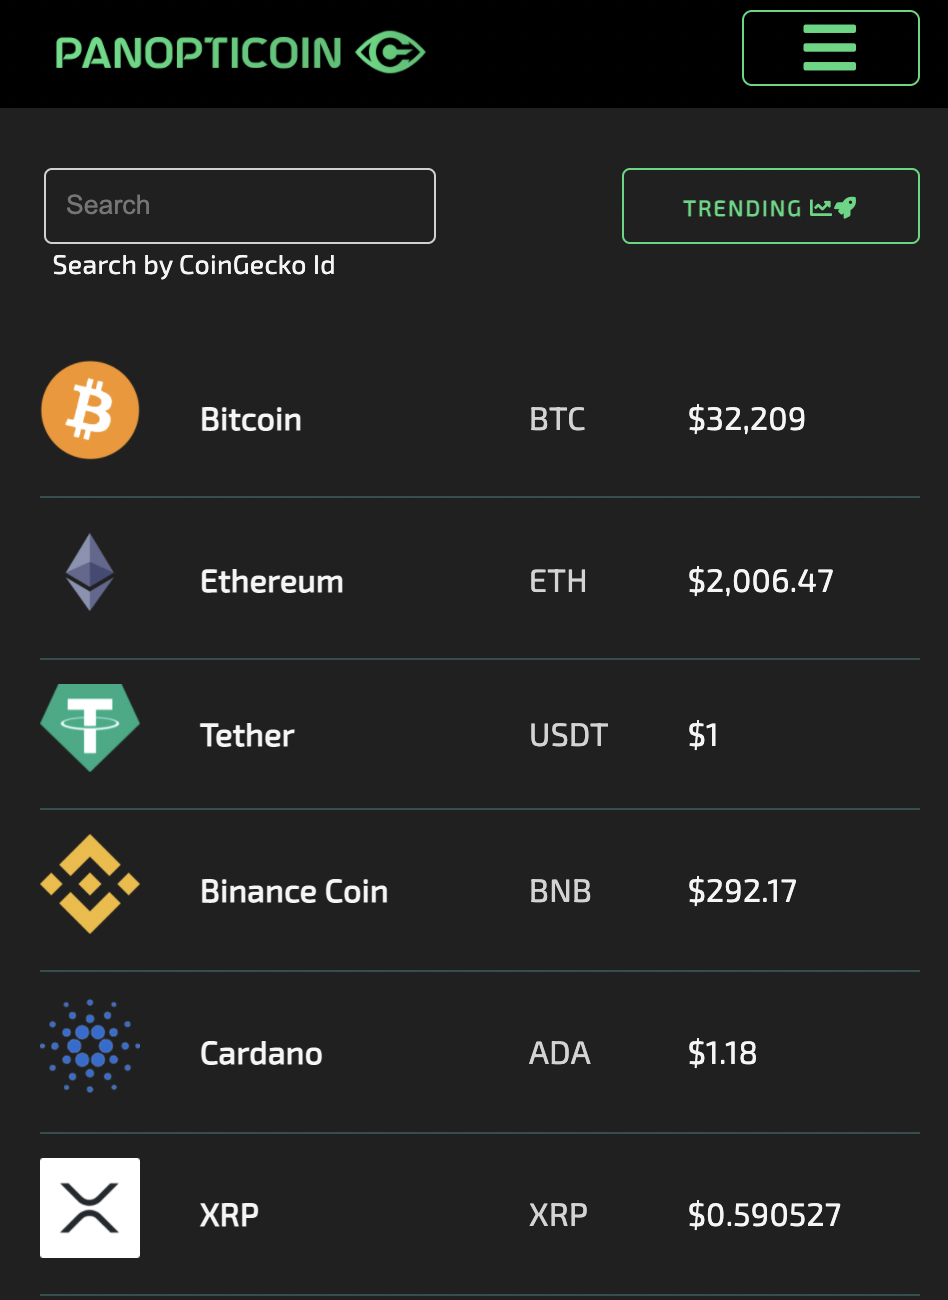 PANOPTICOIN
Search
TRENDING
Search by CoinGecko Id
Bitcoin BTC $32,209
Ethereum ETH $2,006.47
Tether USDT $1
Binance Coin BNB $292.17
Cardano ADA $1.18
XRP XRP $0.590527